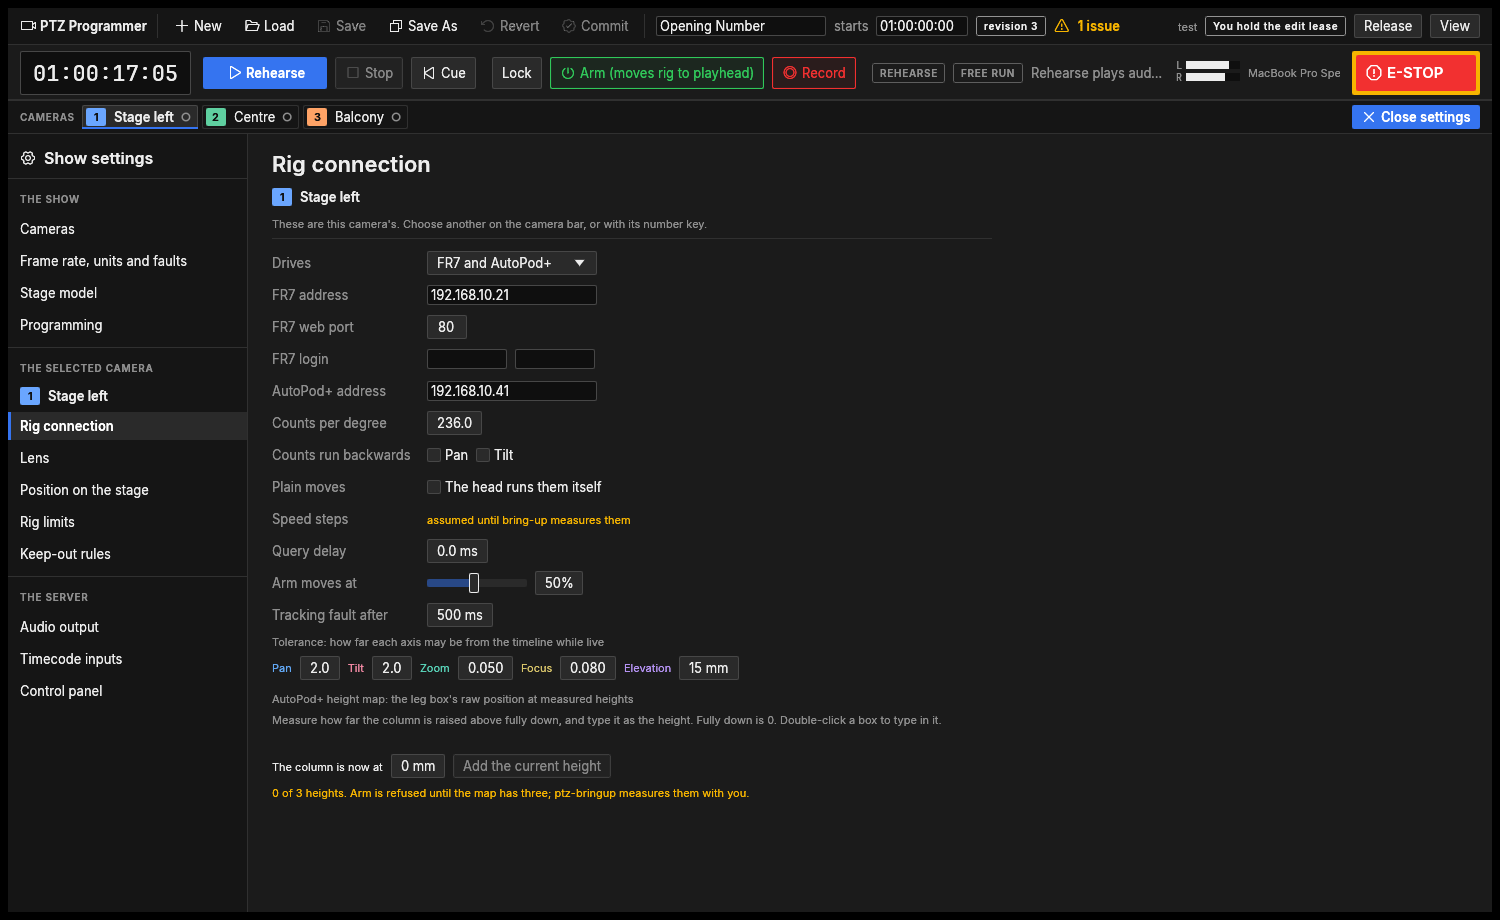 PTZ Programmer New Load Save Save As Revert Commit Opening Number starts 01:00:00:00 revision 3 1 issue test You hold the edit lease Release View
01:00:17:05 Rehearse Stop Cue Lock Arm (moves rig to playhead) Record REHEARSE FREE RUN Rehearse plays aud... L R MacBook Pro Spe E-STOP
CAMERAS 1 Stage left 2 Centre 3 Balcony Close settings
Show settings
THE SHOW
Cameras
Frame rate, units and faults
Stage model
Programming
THE SELECTED CAMERA
1 Stage left
Rig connection
Lens
Position on the stage
Rig limits
Keep-out rules
THE SERVER
Audio output
Timecode inputs
Control panel
Rig connection
1 Stage left
These are this camera's. Choose another on the camera bar, or with its number key.
Drives FR7 and AutoPod+
FR7 address 192.168.10.21
FR7 web port 80
FR7 login
AutoPod+ address 192.168.10.41
Counts per degree 236.0
Counts run backwards Pan Tilt
Plain moves The head runs them itself
Speed steps assumed until bring-up measures them
Query delay 0.0 ms
Arm moves at 50%
Tracking fault after 500 ms
Tolerance: how far each axis may be from the timeline while live
Pan 2.0 Tilt 2.0 Zoom 0.050 Focus 0.080 Elevation 15 mm
AutoPod+ height map: the leg box's raw position at measured heights
Measure how far the column is raised above fully down, and type it as the height. Fully down is 0. Double-click a box to type in it.
The column is now at 0 mm Add the current height
0 of 3 heights. Arm is refused until the map has three; ptz-bringup measures them with you.